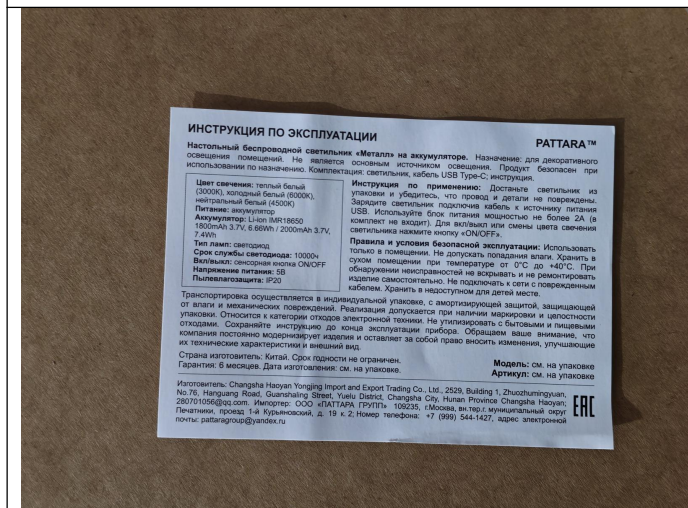 ИНСТРУКЦИЯ ПО ЭКСПЛУАТАЦИИ
PATTARA™
Настольный беспроводной светильник «Металл» на аккумуляторе. Назначение: для декоративного
освещения помещений. Не является основным источником освещения. Продукт безопасен при
использовании по назначению. Комплектация: светильник, кабель USB Type-C; инструкция.
Цвет свечения: теплый белый
(3000K), холодный белый (6000K),
нейтральный белый (4500K)
Питание: аккумулятор
Аккумулятор: Li-ion IMR18650
1800mAh 3.7V, 6.66Wh / 2000mAh 3.7V,
7.4Wh
Тип ламп: светодиод
Срок службы светодиода: 10000ч
Вкл/выкл: сенсорная кнопка ON/OFF
Напряжение питания: 5В
Пылевлагозащита: IP20
Инструкция по применению: Достаньте светильник из
упаковки и убедитесь, что провод и детали не повреждены.
Зарядите светильник подключив кабель к источнику питания
USB. Используйте блок питания мощностью не более 2А (в
комплект не входит). Для вкл/выкл или смены цвета свечения
светильника нажмите кнопку «ON/OFF».
Правила и условия безопасной эксплуатации: Использовать
только в помещении. Не допускать попадания влаги. Хранить в
сухом помещении при температуре от 0°C до +40°C. При
обнаружении неисправностей не вскрывать и не ремонтировать
изделие самостоятельно. Не подключать к сети с поврежденным
кабелем. Хранить в недоступном для детей месте.
Транспортировка осуществляется в индивидуальной упаковке, с амортизирующей защитой, защищающей
от влаги и механических повреждений. Реализация допускается при наличии маркировки и целостности
упаковки. Относится к категории отходов электронной техники. Не утилизировать с бытовыми и пищевыми
отходами. Сохраняйте инструкцию до конца эксплуатации прибора. Обращаем ваше внимание, что
компания постоянно модернизирует изделия и оставляет за собой право вносить изменения, улучшающие
их технические характеристики и внешний вид.
Страна изготовитель: Китай. Срок годности не ограничен.
Гарантия: 6 месяцев. Дата изготовления: см. на упаковке.
Модель: см. на упаковке
Артикул: см. на упаковке
Изготовитель: Changsha Haoyan Yongjing Import and Export Trading Co., Ltd., 2529, Building 1, Zhuozhumingyuan,
No.76, Hanguang Road, Guanshaling Street, Yuelu District, Changsha City, Hunan Province Changsha Haoyan;
280701056@qq.com. Импортер: ООО «ПАТТАРА ГРУПП» 109235, г.Москва, вн.тер.г. муниципальный округ
Печатники, проезд 1-й Курьяновский, д. 19 к. 2; Номер телефона: +7 (999) 544-1427, адрес электронной
почты: pattaragroup@yandex.ru
EAC